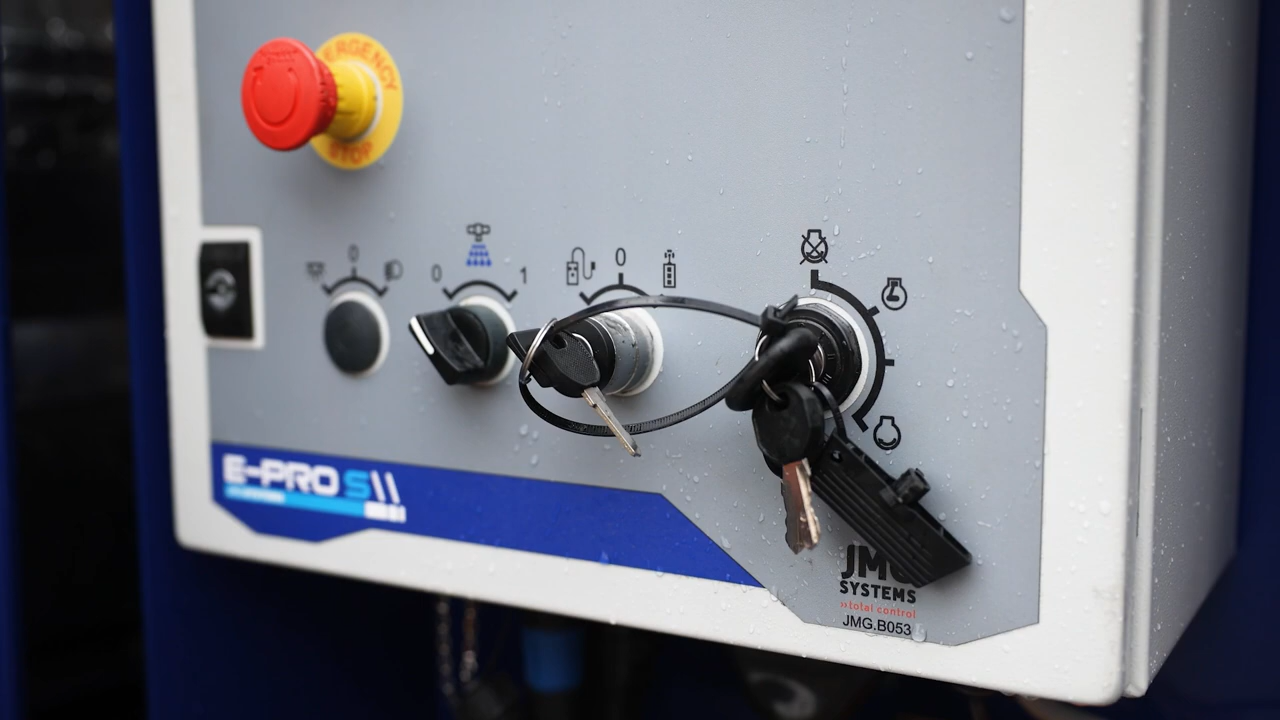 EMERGENCY
STOP
0
0
1
0
E-PRO S
JMG
SYSTEMS
»total control
JMG.B053